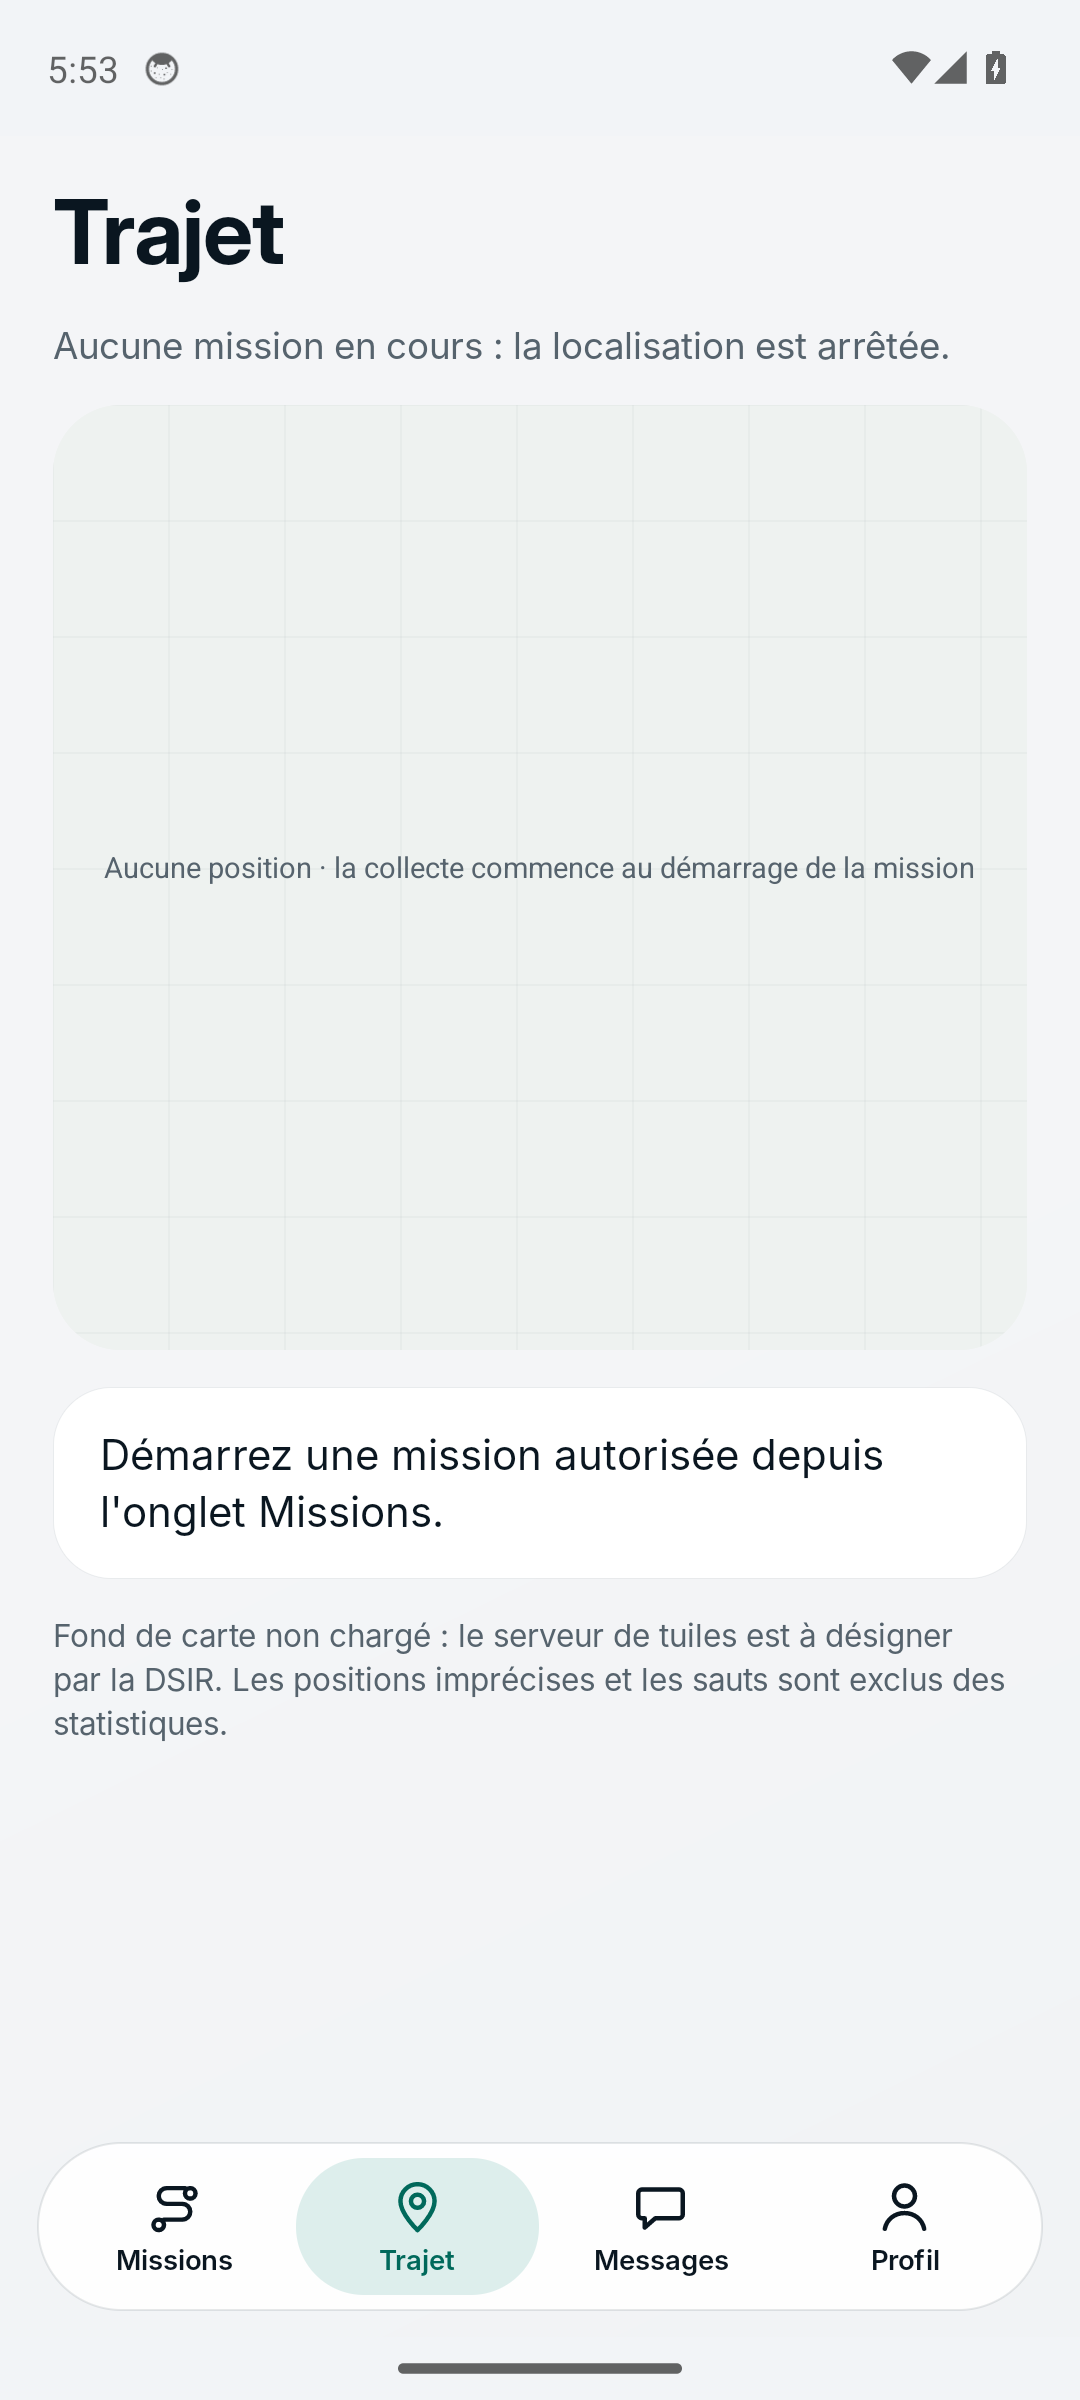 5:53
Trajet
Aucune mission en cours : la localisation est arrêtée.
Aucune position · la collecte commence au démarrage de la mission
Démarrez une mission autorisée depuis
l'onglet Missions.
Fond de carte non chargé : le serveur de tuiles est à désigner
par la DSIR. Les positions imprécises et les sauts sont exclus des
statistiques.
Missions
Trajet
Messages
Profil